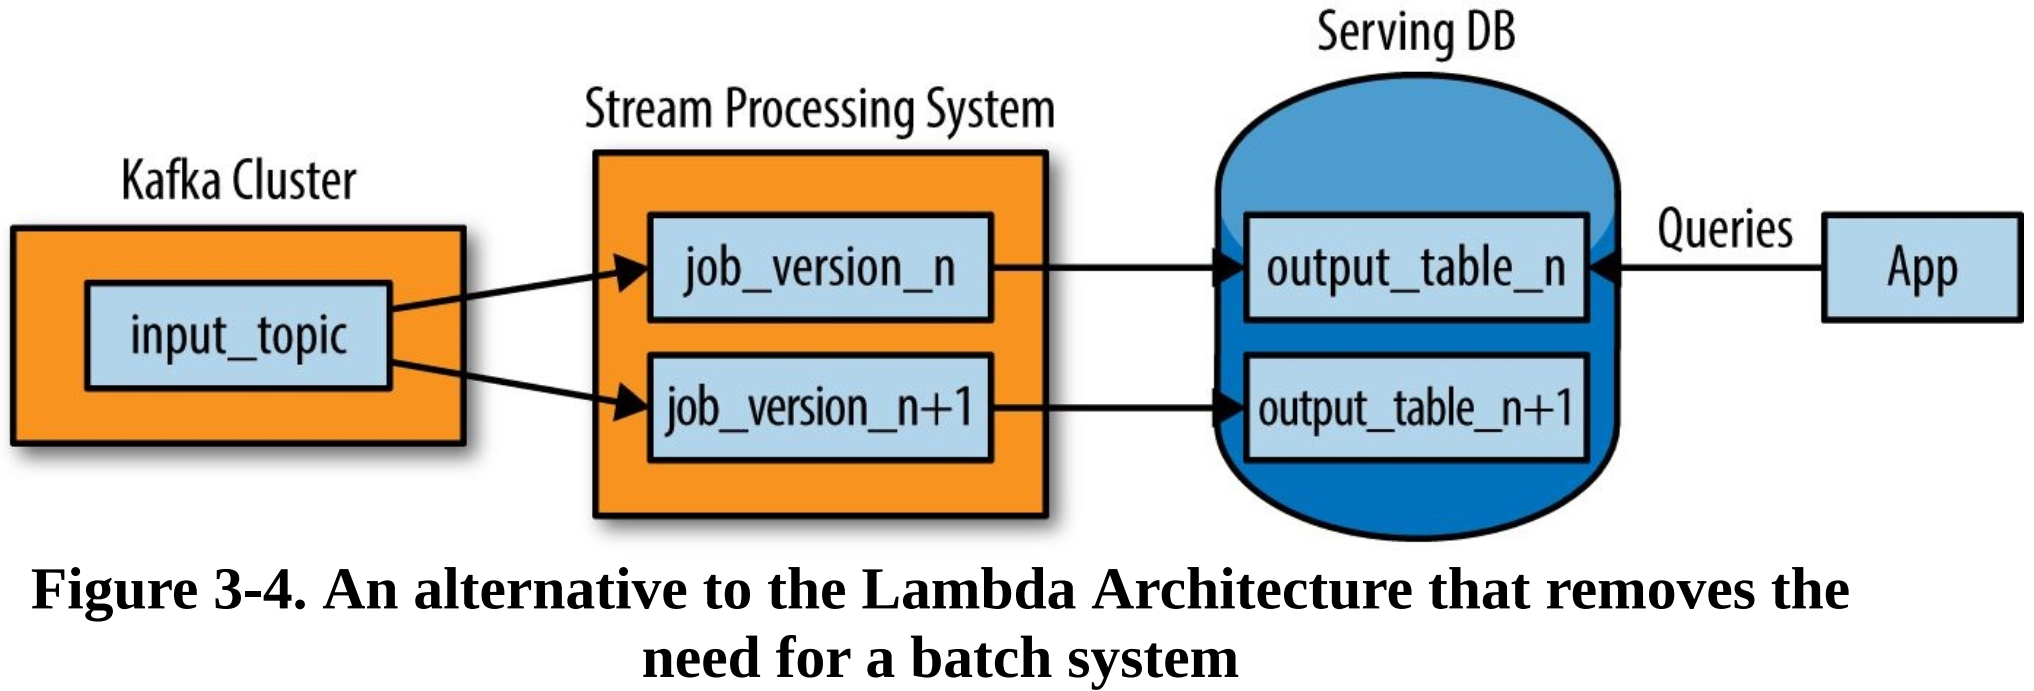 Serving DB
Stream Processing System
Kafka Cluster
Queries
job_version_n
output_table_n
App
input_topic
job_version_n+1
output_table_n+1
Figure 3-4. An alternative to the Lambda Architecture that removes the
need for a batch system